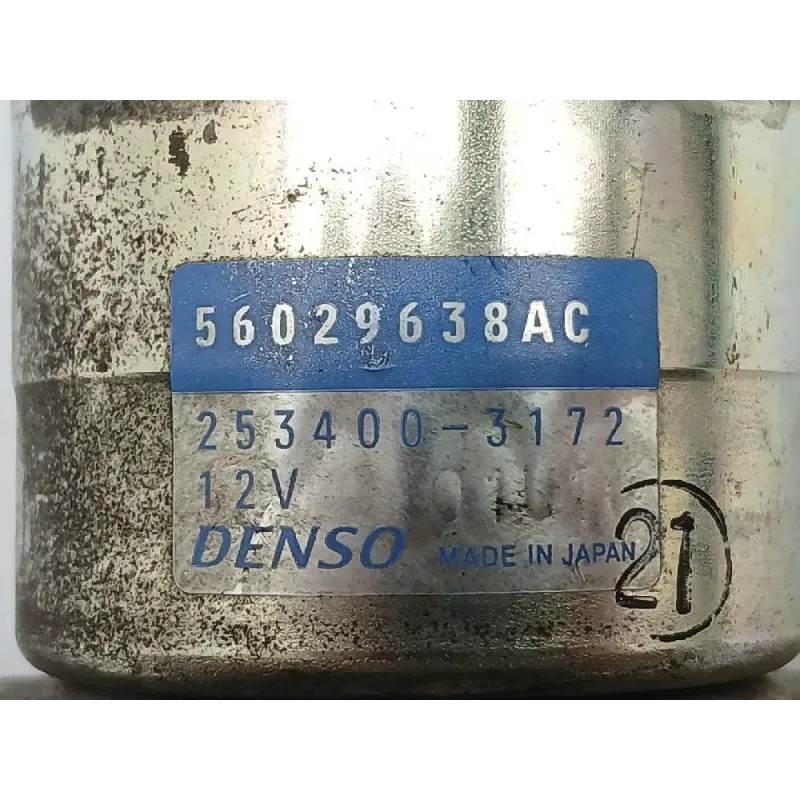 56029638AC
253400-3172
12V
DENSO MADE IN JAPAN
21